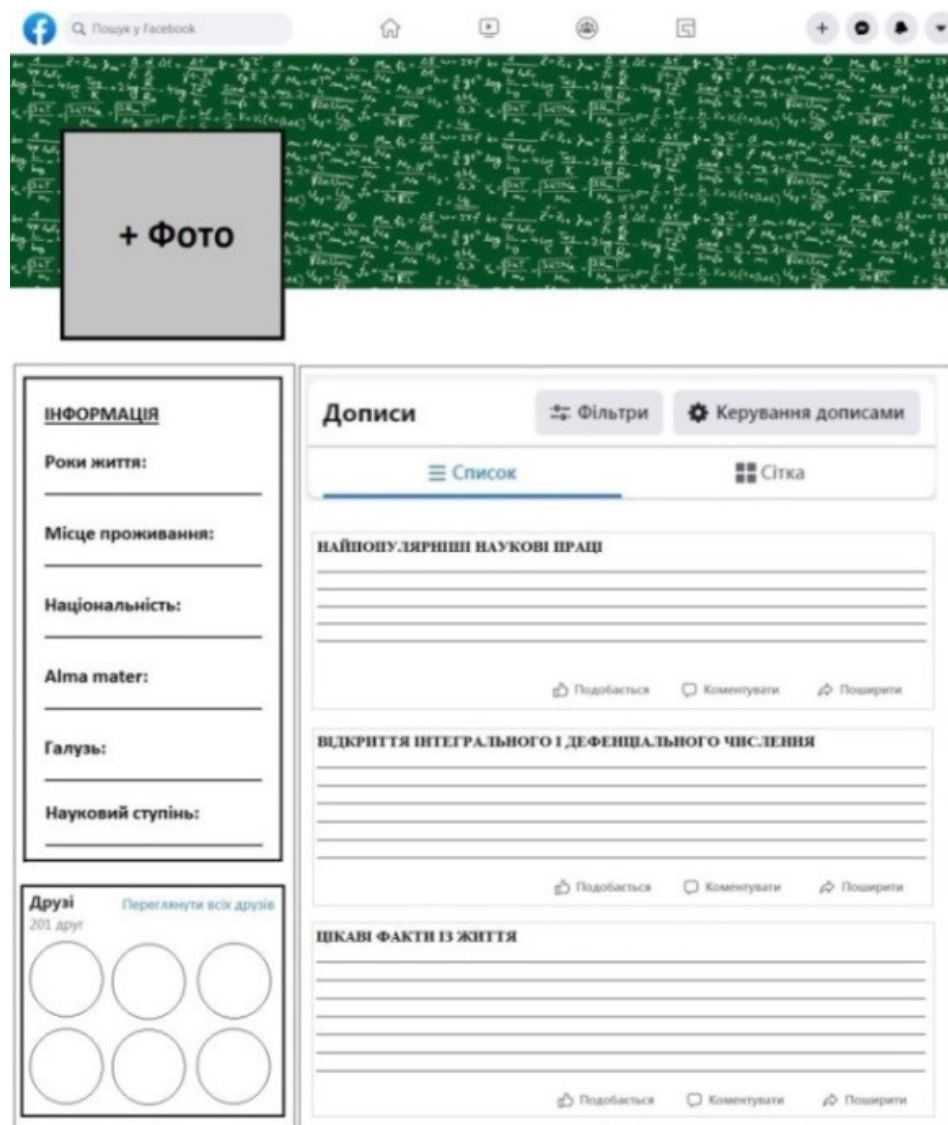 Пошук у Facebook
+ Фото
ІНФОРМАЦІЯ
Роки життя:
Місце проживання:
Національність:
Alma mater:
Галузь:
Науковий ступінь:
Друзі
Переглянути всіх друзів
201 друг
Дописи
Фільтри
Керування дописами
Список
Сітка
НАЙПОПУЛЯРНІШІ НАУКОВІ ПРАЦІ
Подобається Коментувати Поширити
ВІДКРИТТЯ ІНТЕГРАЛЬНОГО І ДЕФЕНЦІАЛЬНОГО ЧИСЛЕННЯ
Подобається Коментувати Поширити
ЦІКАВІ ФАКТИ ІЗ ЖИТТЯ
Подобається Коментувати Поширити